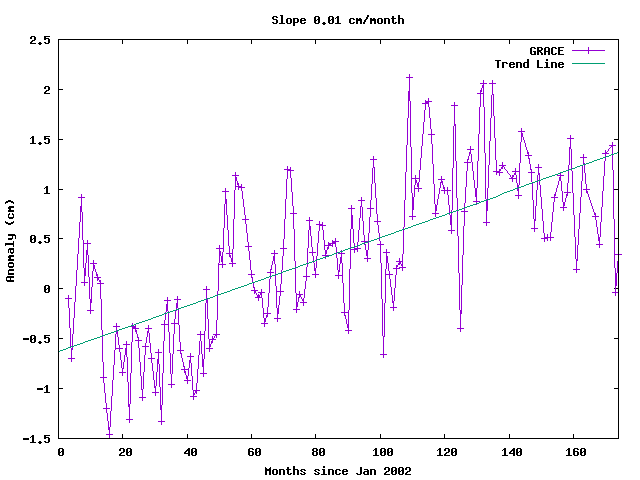 Slope 0.01 cm/month
2.5
2
1.5
1
0.5
0
-0.5
-1
-1.5
0 20 40 60 80 100 120 140 160
Anomaly (cm)
Months since Jan 2002
GRACE
Trend Line